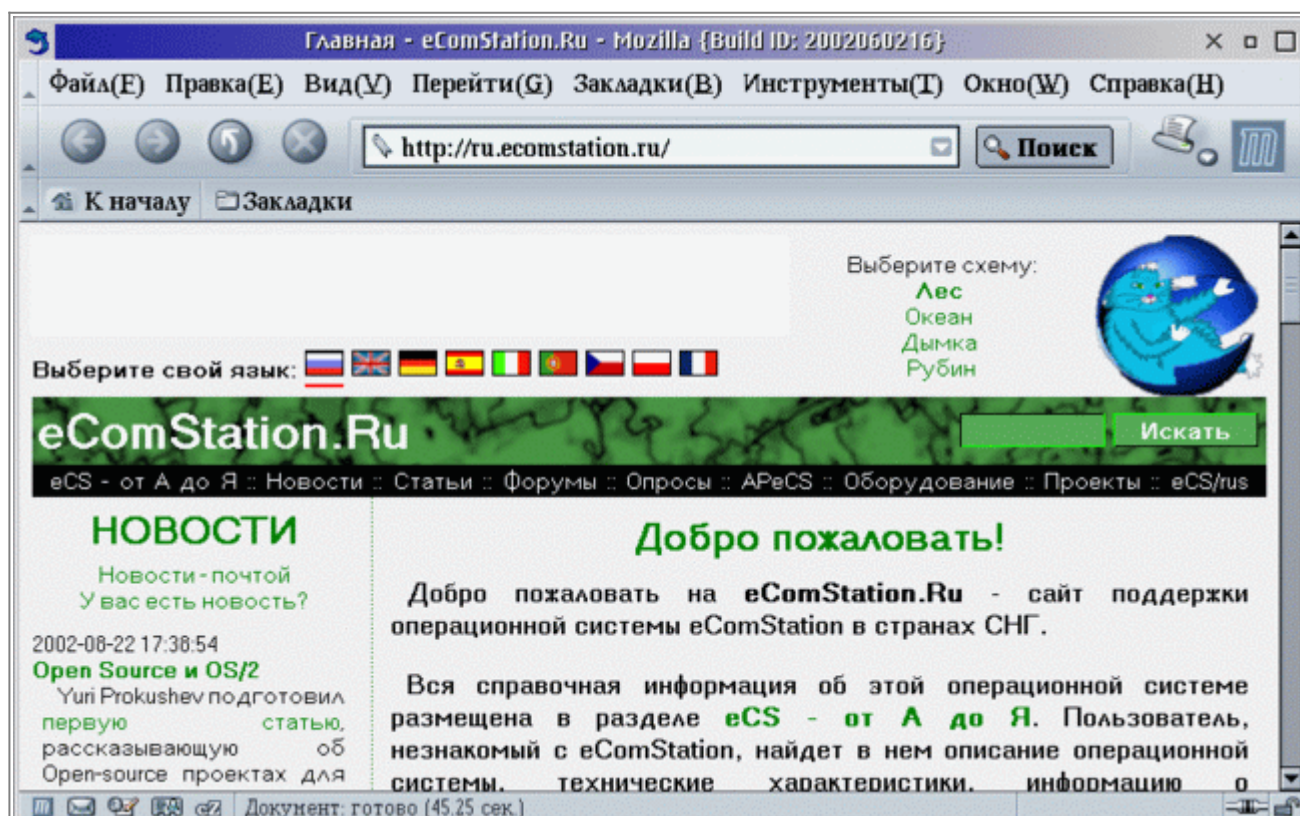 Главная - eComStation.Ru - Mozilla {Build ID: 2002060216}
Файл(F) Правка(E) Вид(V) Перейти(G) Закладки(B) Инструменты(T) Окно(W) Справка(H)
http://ru.ecomstation.ru/ Поиск
К началу Закладки
Выберите схему:
Лес
Океан
Дымка
Рубин
Выберите свой язык:
eComStation.Ru Искать
eCS - от А до Я :: Новости :: Статьи :: Форумы :: Опросы :: APeCS :: Оборудование :: Проекты :: eCS/rus
НОВОСТИ
Новости - почтой
У вас есть новость?
2002-08-22 17:38:54
Open Source и OS/2
Yuri Prokushev подготовил
первую статью,
рассказывающую об
Open-source проектах для
Добро пожаловать!
Добро пожаловать на eComStation.Ru - сайт поддержки
операционной системы eComStation в странах СНГ.
Вся справочная информация об этой операционной системе
размещена в разделе eCS - от А до Я. Пользователь,
незнакомый с eComStation, найдет в нем описание операционной
системы, технические характеристики, информацию о
Документ: готово (45.25 сек.)